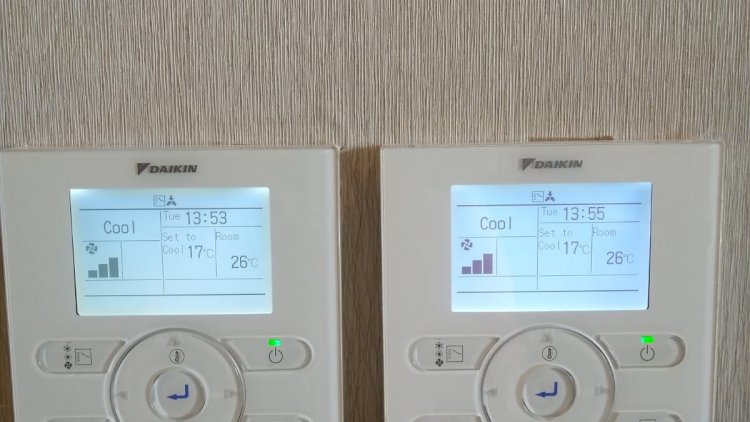 DAIKIN
Cool
Tue 13:53
Set to Room
Cool 17°C
26°C
DAIKIN
Cool
Tue 13:55
Set to Room
Cool 17°C
26°C